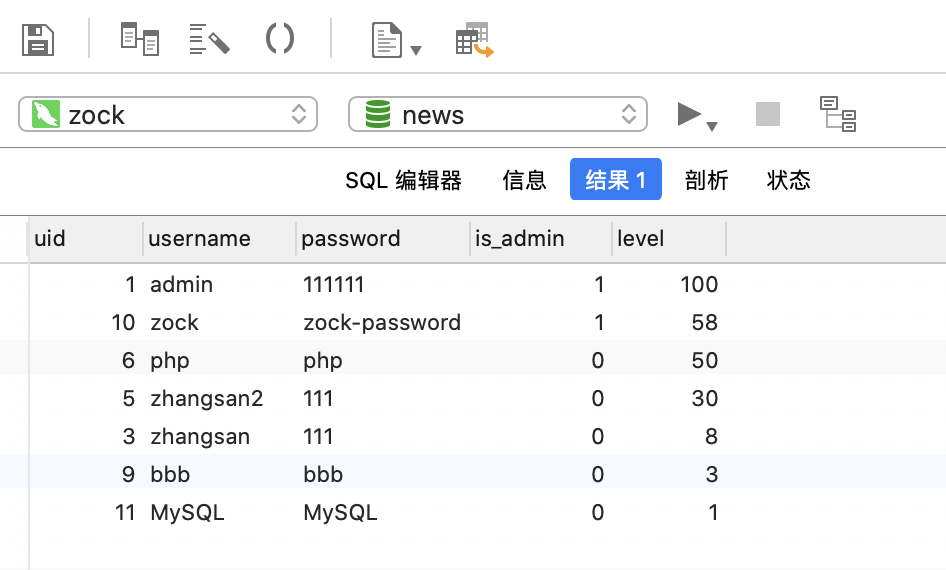 zock news
SQL 编辑器 信息 结果 1 剖析 状态
uid username password is_admin level
1 admin 111111 1 100
10 zock zock-password 1 58
6 php php 0 50
5 zhangsan2 111 0 30
3 zhangsan 111 0 8
9 bbb bbb 0 3
11 MySQL MySQL 0 1